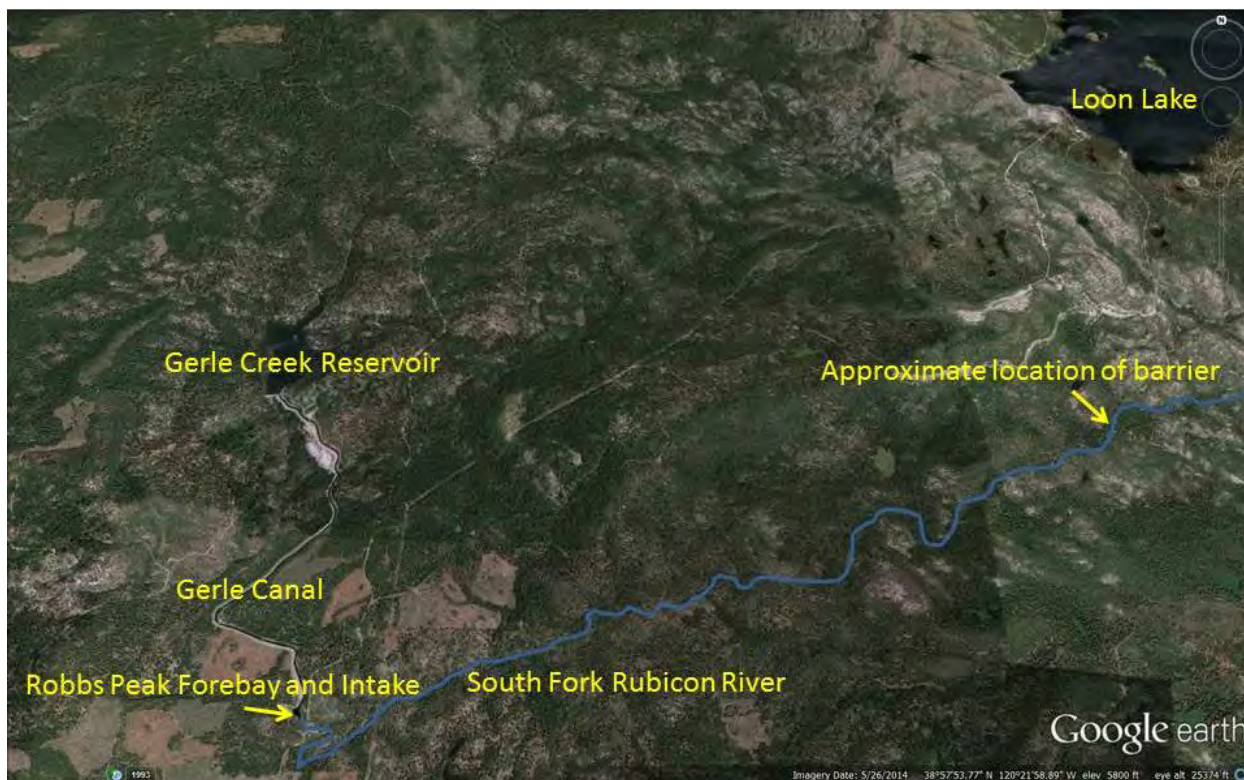 N
Loon Lake
Gerle Creek Reservoir
Approximate location of barrier
Gerle Canal
Robbs Peak Forebay and Intake
South Fork Rubicon River
Google earth
1993
Imagery Date: 5/26/2014 38°57'53.77" N 120°21'58.89" W elev 5800 ft eye alt 25374 ft